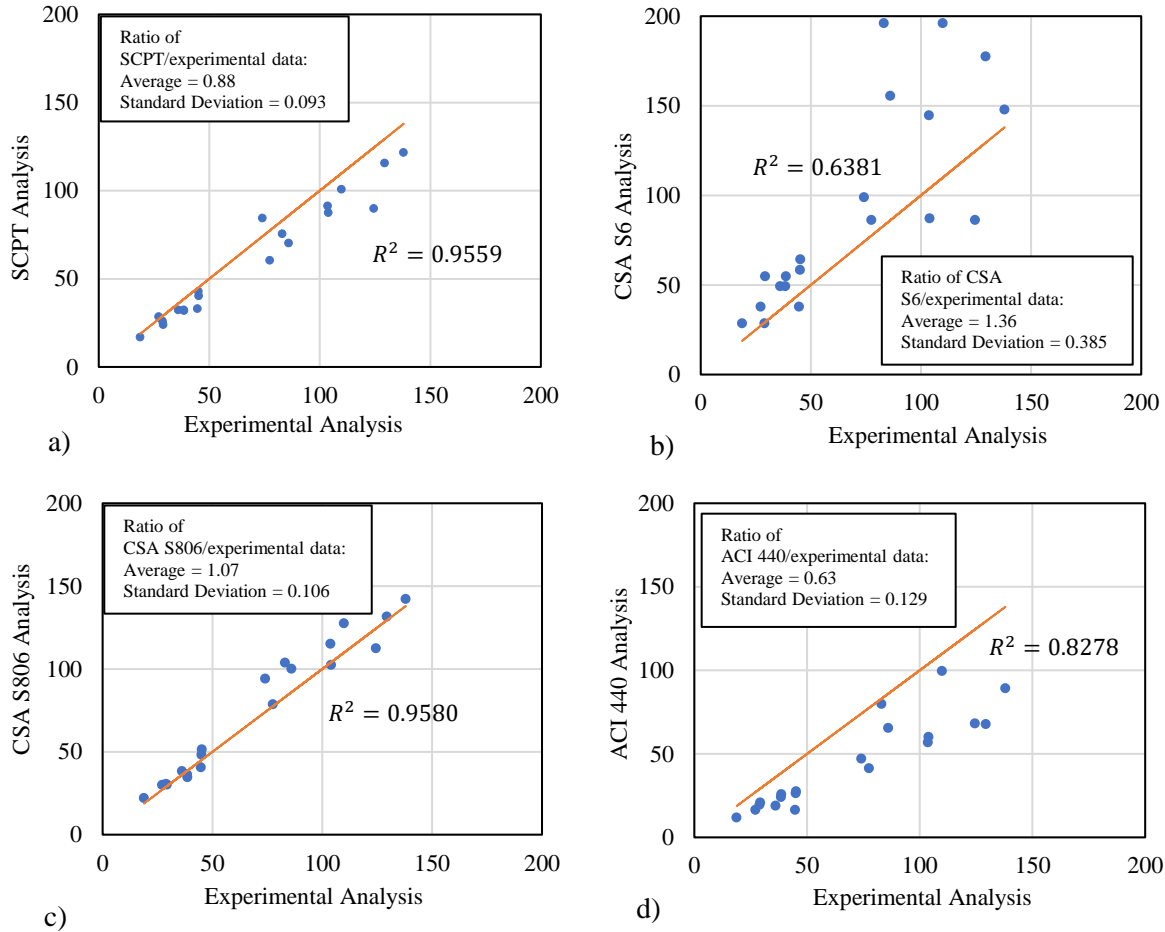 200
150
100
50
0
SCPT Analysis
Ratio of
SCPT/experimental data:
Average = 0.88
Standard Deviation = 0.093
R² = 0.9559
0
50
100
150
200
Experimental Analysis
a)
200
150
100
50
0
CSA S6 Analysis
R² = 0.6381
Ratio of CSA
S6/experimental data:
Average = 1.36
Standard Deviation = 0.385
0
50
100
150
200
Experimental Analysis
b)
200
150
100
50
0
CSA S806 Analysis
Ratio of
CSA S806/experimental data:
Average = 1.07
Standard Deviation = 0.106
R² = 0.9580
0
50
100
150
200
Experimental Analysis
c)
200
150
100
50
0
ACI 440 Analysis
Ratio of
ACI 440/experimental data:
Average = 0.63
Standard Deviation = 0.129
R² = 0.8278
0
50
100
150
200
Experimental Analysis
d)